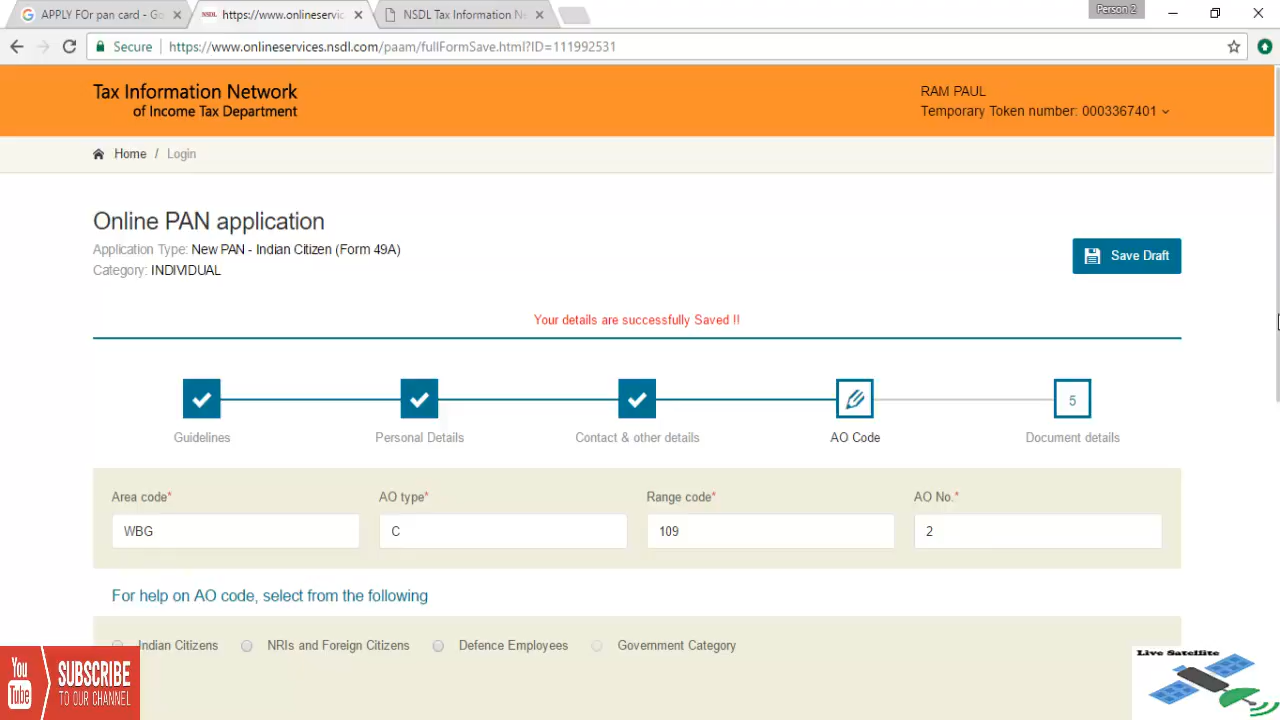 APPLY FOr pan card - Go
https://www.onlineservic
NSDL Tax Information Ne
Person 2
Secure
https://www.onlineservices.nsdl.com/paam/fullFormSave.html?ID=111992531
Tax Information Network
of Income Tax Department
RAM PAUL
Temporary Token number: 0003367401
Home / Login
Online PAN application
Application Type: New PAN - Indian Citizen (Form 49A)
Category: INDIVIDUAL
Save Draft
Your details are successfully Saved !!
5
Guidelines
Personal Details
Contact & other details
AO Code
Document details
Area code*
AO type*
Range code*
AO No.*
WBG
C
109
2
For help on AO code, select from the following
Indian Citizens
NRIs and Foreign Citizens
Defence Employees
Government Category
You
Tube
SUBSCRIBE
TO OUR CHANNEL
Live Satellite